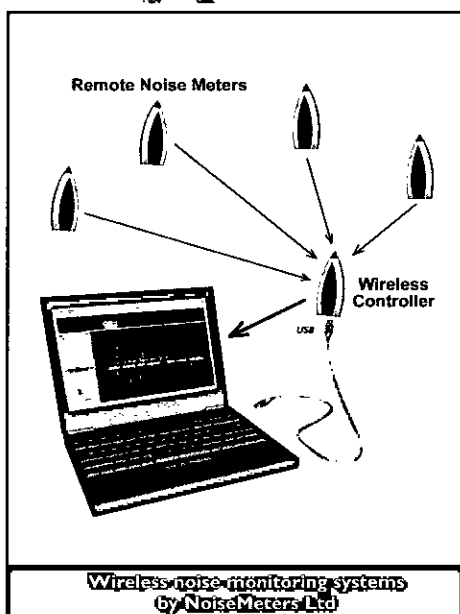 Remote Noise Meters
Wireless
Controller
USB
Wireless noise monitoring systems
by NoiseMeters Ltd